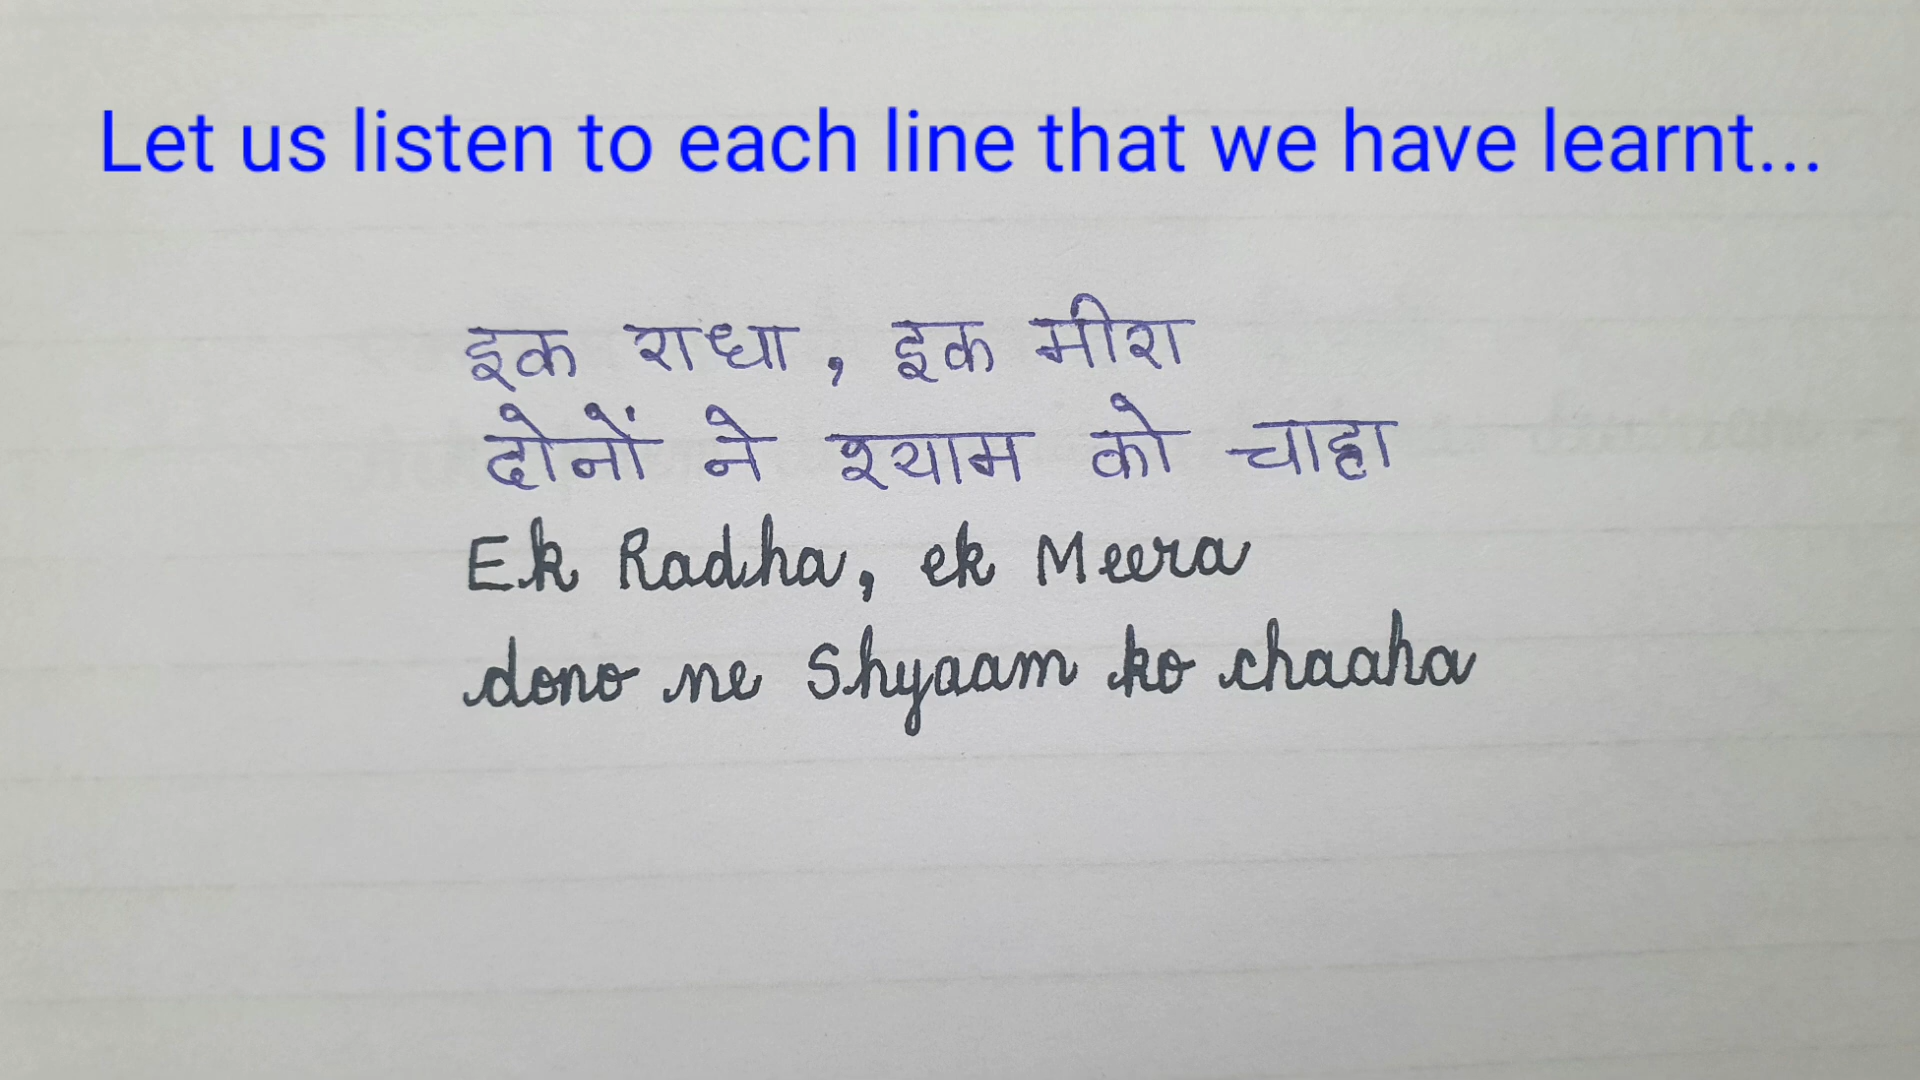 Let us listen to each line that we have learnt...
इक राधा, इक मीरा
दोनों ने श्याम को चाहा
Ek Radha, ek Meera
dono ne Shyaam ko chaaha